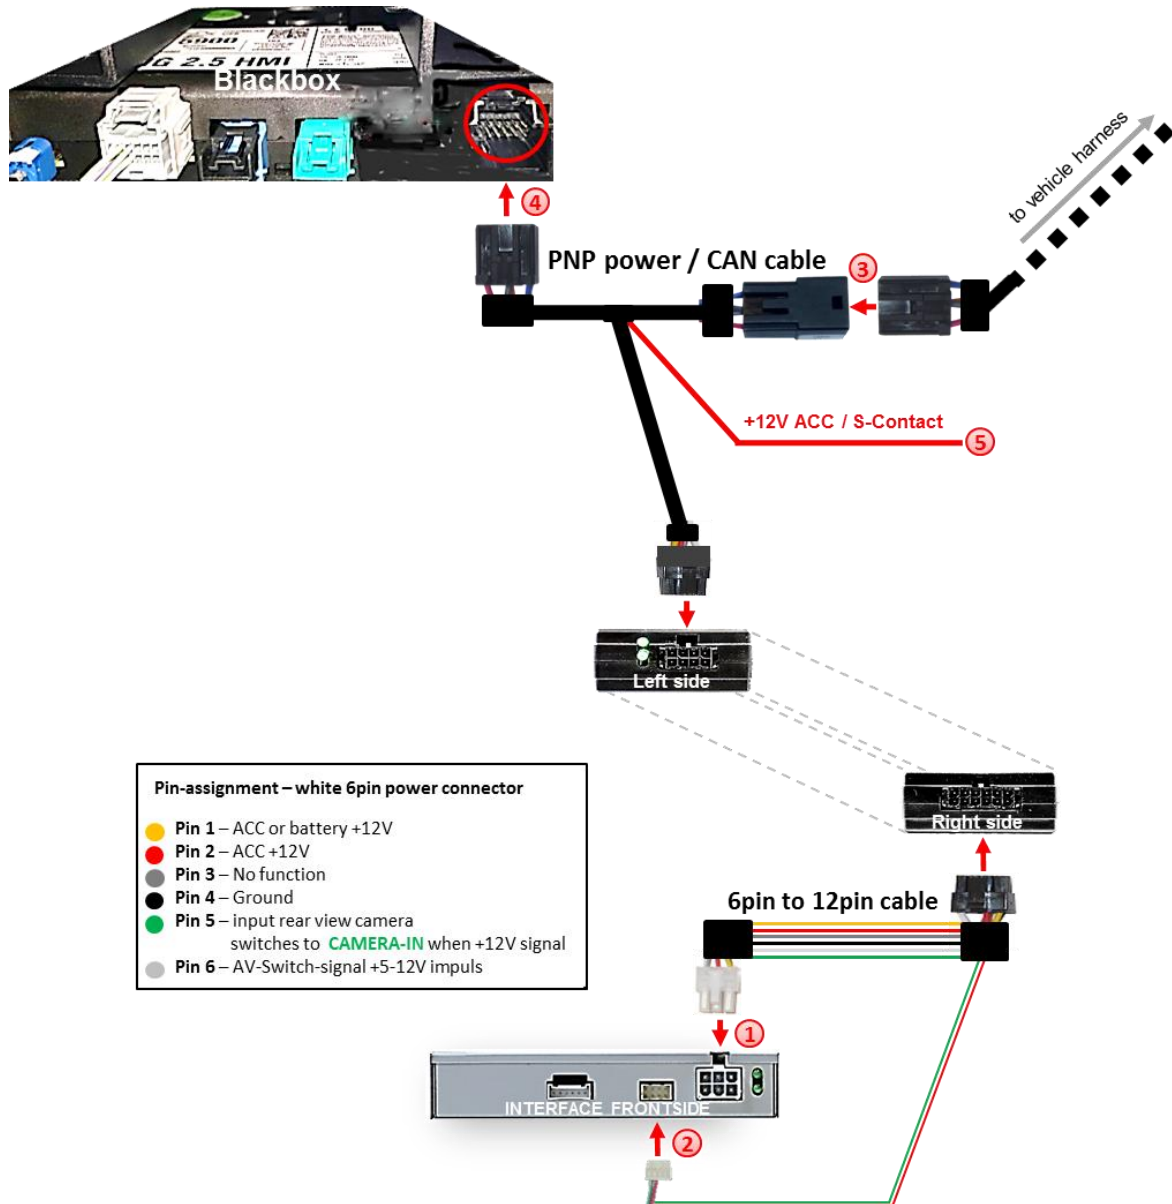 5900
G 2.5 HMI
Blackbox
to vehicle harness
4
PNP power / CAN cable
3
+12V ACC / S-Contact
5
Left side
Pin-assignment – white 6pin power connector
Pin 1 – ACC or battery +12V
Pin 2 – ACC +12V
Pin 3 – No function
Pin 4 – Ground
Pin 5 – input rear view camera
switches to CAMERA-IN when +12V signal
Pin 6 – AV-Switch-signal +5-12V impuls
Right side
6pin to 12pin cable
1
INTERFACE FRONTSIDE
2